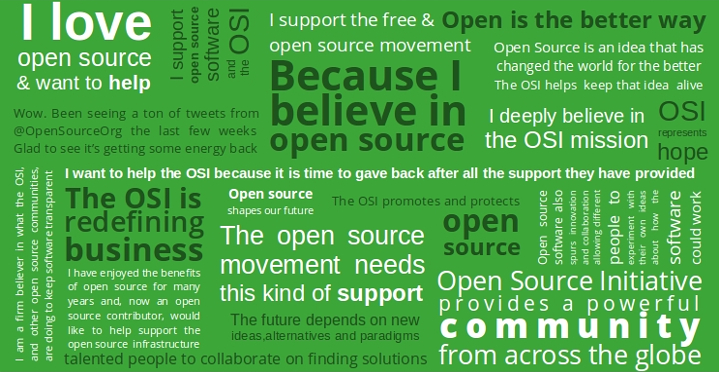 I love
open source
& want to help
I support
open source
software
and the
OSI
I support the free &
open source movement
Open is the better way
Because I
believe in
open source
Open Source is an idea that has
changed the world for the better
The OSI helps keep that idea alive
Wow. Been seeing a ton of tweets from
@OpenSourceOrg the last few weeks
Glad to see it's getting some energy back
I deeply believe in
the OSI mission
OSI
represents
hope
I want to help the OSI because it is time to gave back after all the support they have provided
I am a firm believer in what the OSI,
and other open source communities,
are doing to keep software transparent
The OSI is
redefining
business
Open source
shapes our future
The OSI promotes and protects
open
source
Open source
software also
spurs innovation
and collaboration
allowing different
people to
experiment with
their own ideas
about how the
software
could work
The open source
movement needs
this kind of support
I have enjoyed the benefits
of open source for many
years and, now an open
source contributor, would
like to help support the
open source infrastructure
The future depends on new
ideas,alternatives and paradigms
talented people to collaborate on finding solutions
Open Source Initiative
provides a powerful
community
from across the globe